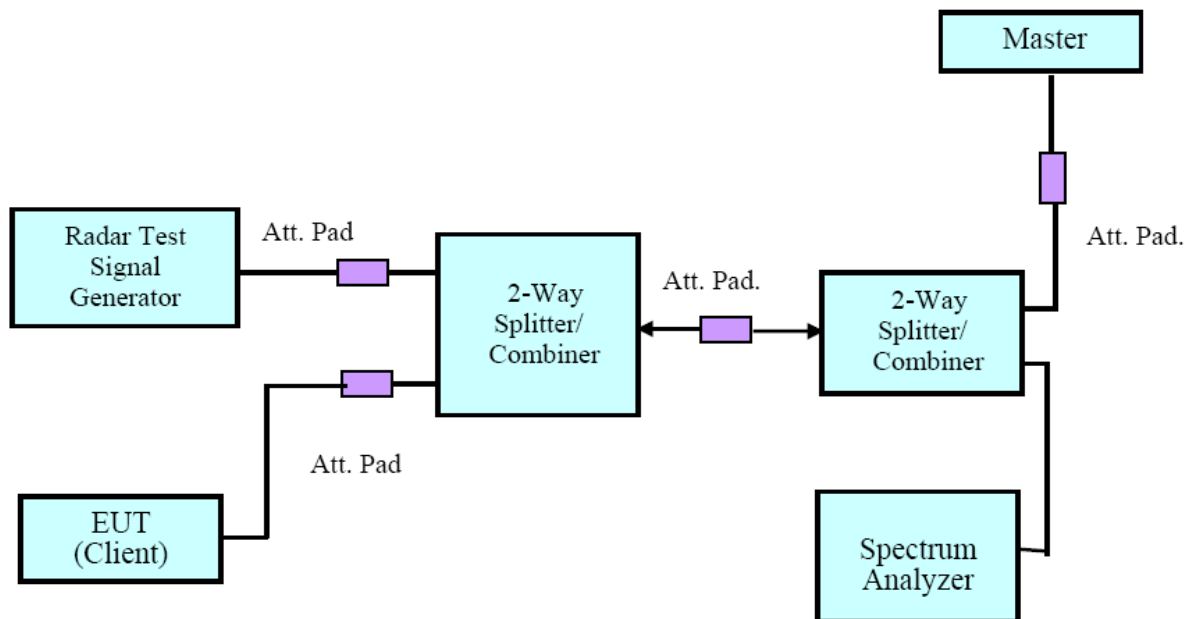 Master
Att. Pad.
Radar Test
Signal
Generator
Att. Pad
2-Way
Splitter/
Combiner
Att. Pad.
2-Way
Splitter/
Combiner
Att. Pad
EUT
(Client)
Spectrum
Analyzer